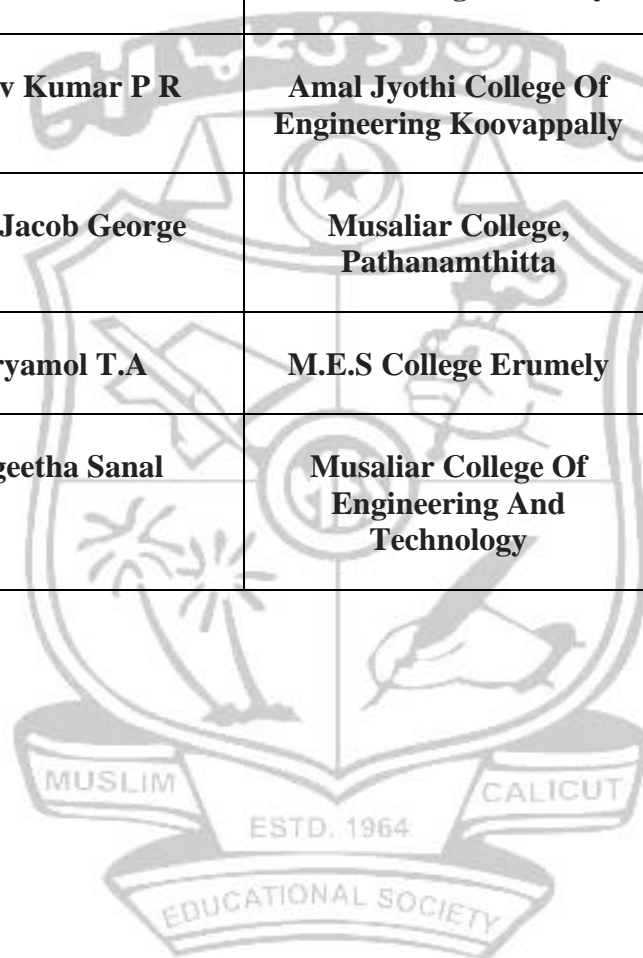 v Kumar P R
Amal Jyothi College Of
Engineering Koovappally
Jacob George
Musaliar College,
Pathanamthitta
ryamol T.A
M.E.S College Erumely
geetha Sanal
Musaliar College Of
Engineering And
Technology
MUSLIM
CALICUT
ESTD. 1964
EDUCATIONAL SOCIETY